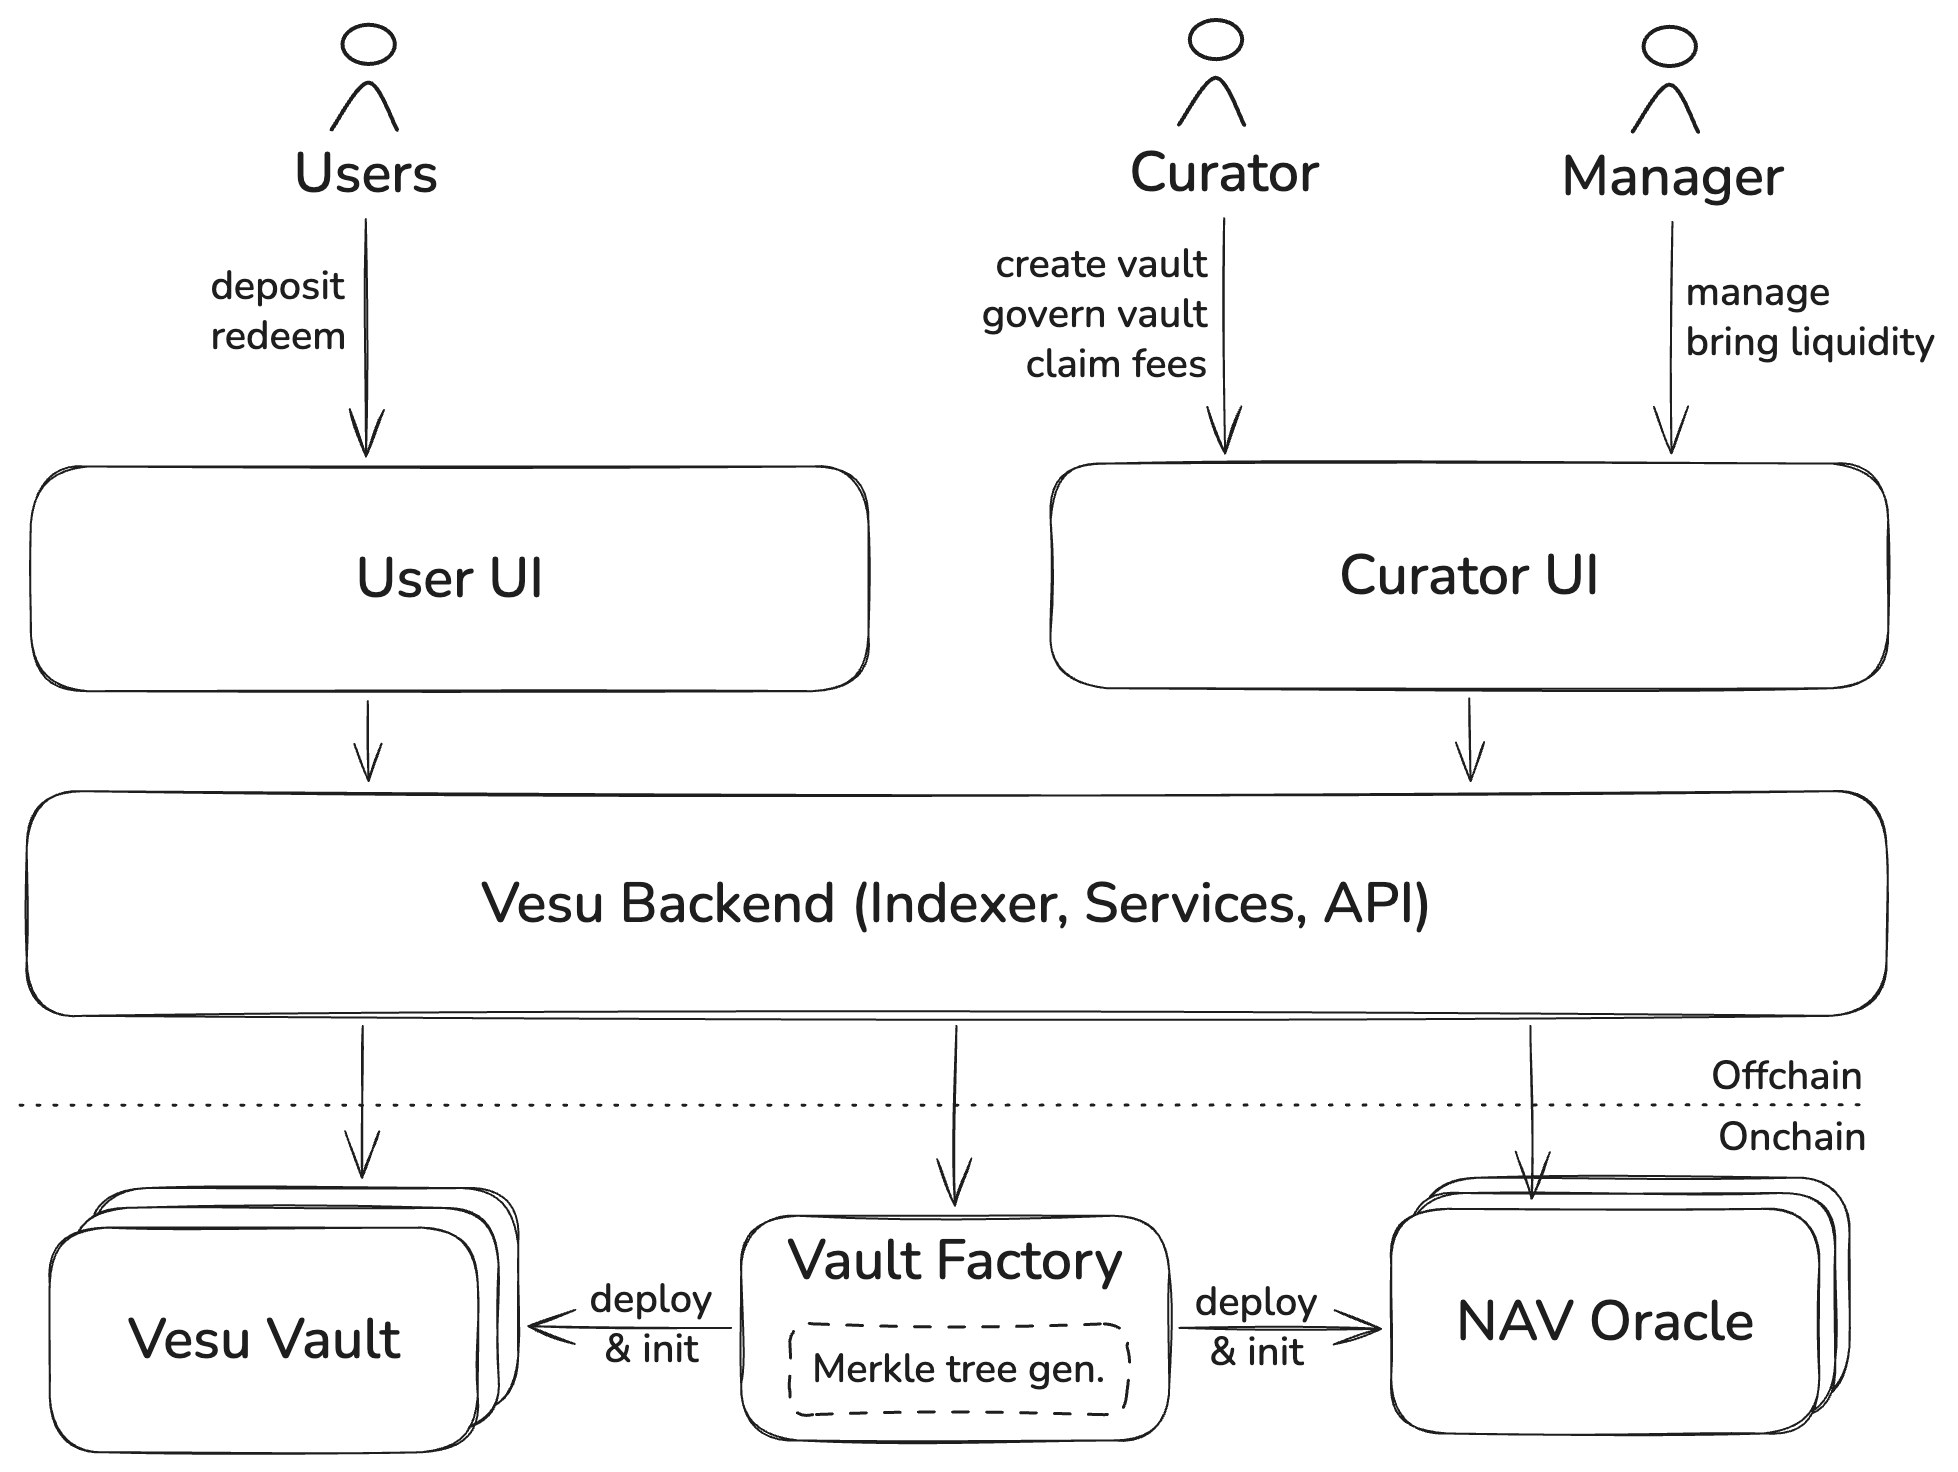 Users
Curator
Manager
deposit
redeem
create vault
govern vault
claim fees
manage
bring liquidity
User UI
Curator UI
Vesu Backend (Indexer, Services, API)
Offchain
Onchain
Vesu Vault
deploy
& init
Vault Factory
Merkle tree gen.
deploy
& init
NAV Oracle